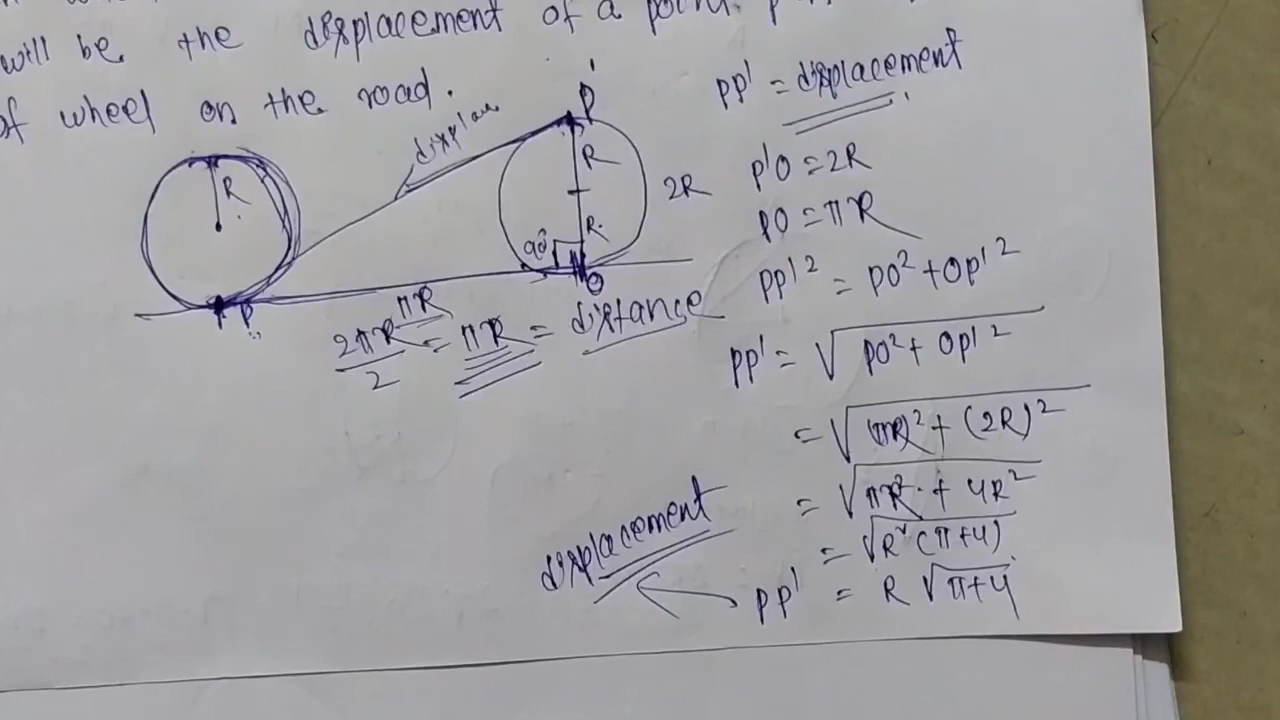 will be the displacement of a point
of wheel on the road.
P'
displace
R
R
2R
R.
90°
O
P
πR
2πR/2 = πR = distance
PP' = displacement
P'O = 2R
PO = πR
PP'² = PO² + OP'²
PP' = √PO² + OP'²
= √(πR)² + (2R)²
= √πR² + 4R²
= √R²(π+4)
PP' = R √π+4
displacement